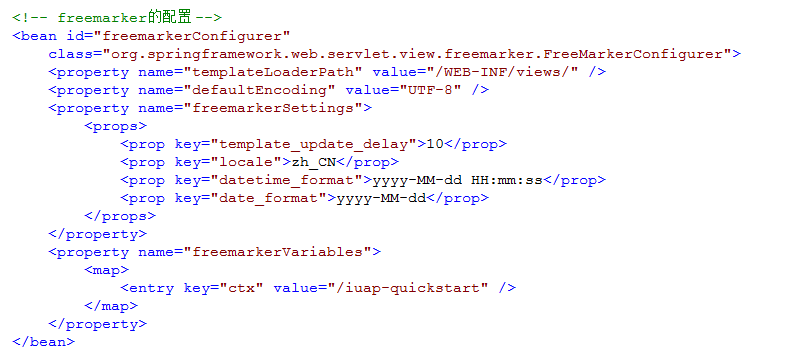 <!-- freemarker的配置 -->
<bean id="freemarkerConfigurer"
    class="org.springframework.web.servlet.view.freemarker.FreeMarkerConfigurer">
    <property name="templateLoaderPath" value="/WEB-INF/views/" />
    <property name="defaultEncoding" value="UTF-8" />
    <property name="freemarkerSettings">
        <props>
            <prop key="template_update_delay">10</prop>
            <prop key="locale">zh_CN</prop>
            <prop key="datetime_format">yyyy-MM-dd HH:mm:ss</prop>
            <prop key="date_format">yyyy-MM-dd</prop>
        </props>
    </property>
    <property name="freemarkerVariables">
        <map>
            <entry key="ctx" value="/iuap-quickstart" />
        </map>
    </property>
</bean>